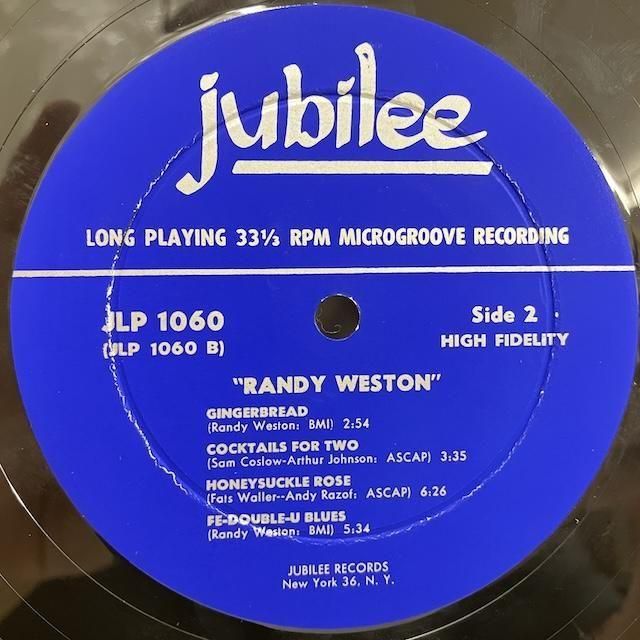 jubilee
LONG PLAYING 33⅓ RPM MICROGROOVE RECORDING
JLP 1060
Side 2
(JLP 1060 B)
HIGH FIDELITY
"RANDY WESTON"
GINGERBREAD
(Randy Weston: BMI) 2:54
COCKTAILS FOR TWO
(Sam Coslow-Arthur Johnson: ASCAP) 3:35
HONEYSUCKLE ROSE
(Fats Waller--Andy Razof: ASCAP) 6:26
FE-DOUBLE-U BLUES
(Randy Weston: BMI) 5:34
JUBILEE RECORDS
New York 36, N. Y.